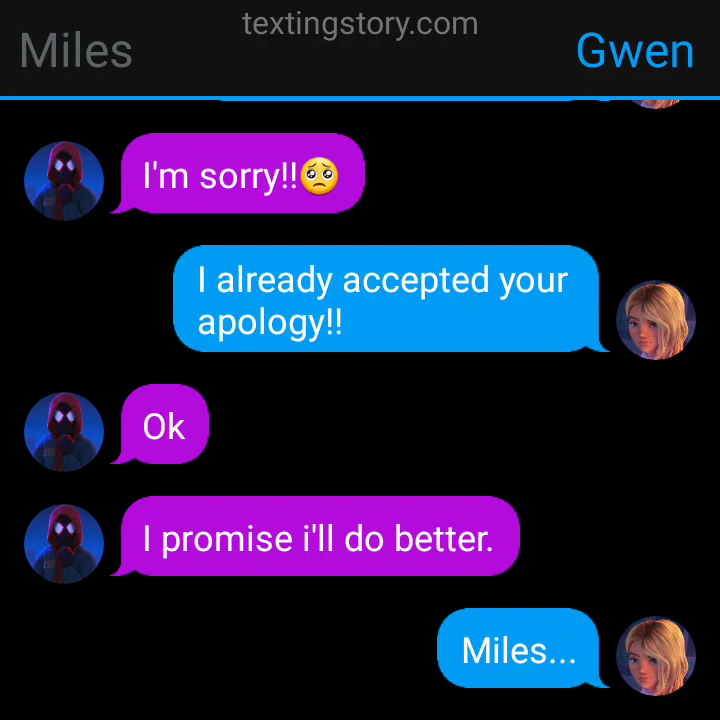 textingstory.com
Miles
Gwen
I'm sorry!!🥺
I already accepted your
apology!!
Ok
I promise i'll do better.
Miles...